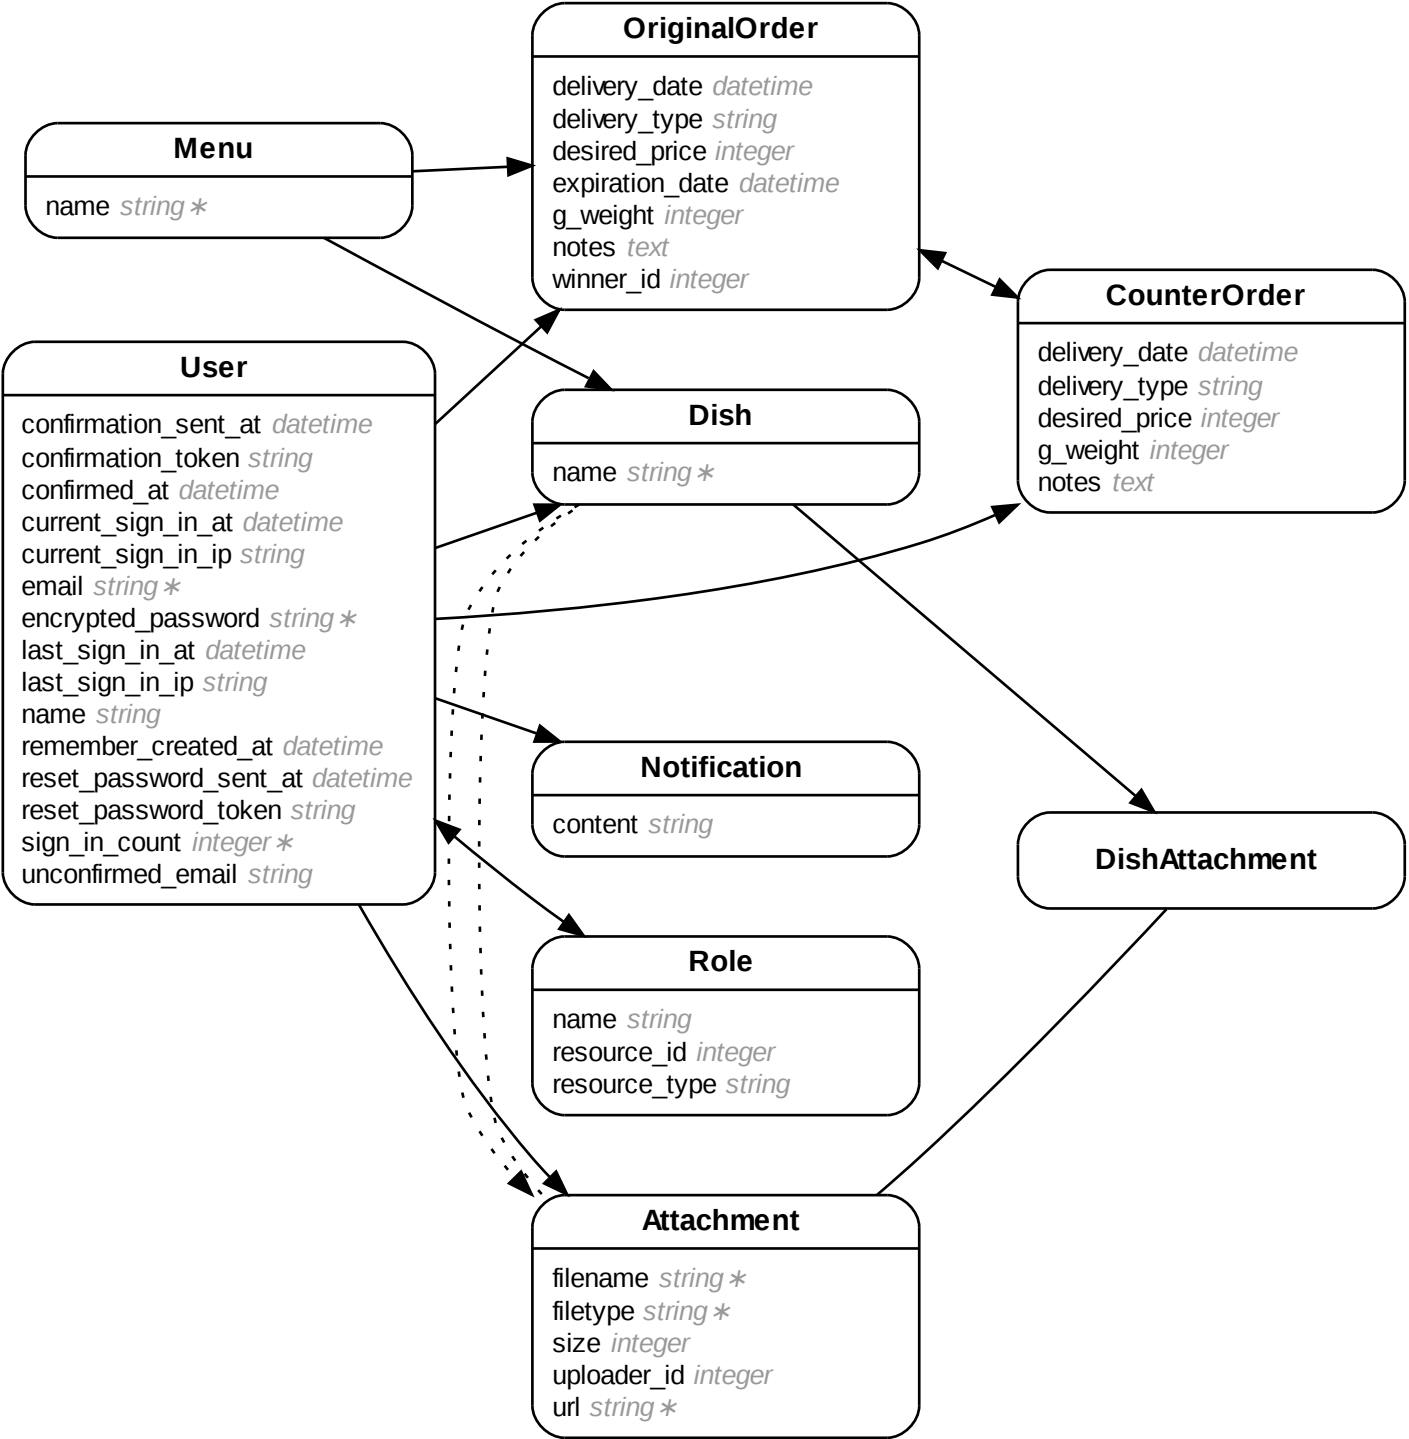 OriginalOrder
delivery_date datetime
delivery_type string
desired_price integer
expiration_date datetime
g_weight integer
notes text
winner_id integer
Menu
name string∗
CounterOrder
delivery_date datetime
delivery_type string
desired_price integer
g_weight integer
notes text
User
confirmation_sent_at datetime
confirmation_token string
confirmed_at datetime
current_sign_in_at datetime
current_sign_in_ip string
email string∗
encrypted_password string∗
last_sign_in_at datetime
last_sign_in_ip string
name string
remember_created_at datetime
reset_password_sent_at datetime
reset_password_token string
sign_in_count integer∗
unconfirmed_email string
Dish
name string∗
Notification
content string
DishAttachment
Role
name string
resource_id integer
resource_type string
Attachment
filename string∗
filetype string∗
size integer
uploader_id integer
url string∗